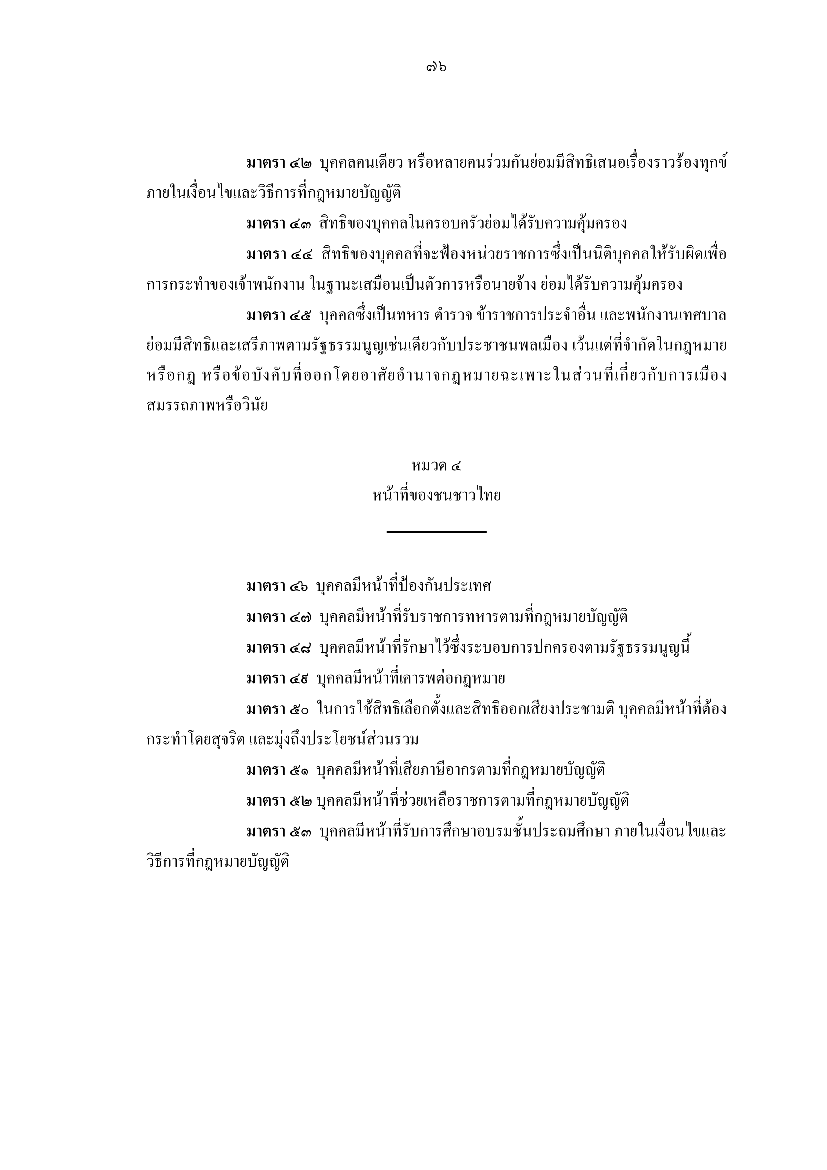 ๗๖
มาตรา ๔๒ บุคคลคนเดียว หรือหลายคนร่วมกันย่อมมีสิทธิเสนอเรื่องราวร้องทุกข์
ภายในเงื่อนไขและวิธีการที่กฎหมายบัญญัติ
มาตรา ๔๓ สิทธิของบุคคลในครอบครัวย่อมได้รับความคุ้มครอง
มาตรา ๔๔ สิทธิของบุคคลที่จะฟ้องหน่วยราชการซึ่งเป็นนิติบุคคลให้รับผิดเพื่อ
การกระทำของเจ้าพนักงาน ในฐานะเสมือนเป็นตัวการหรือนายจ้าง ย่อมได้รับความคุ้มครอง
มาตรา ๔๕ บุคคลซึ่งเป็นทหาร ตำรวจ ข้าราชการประจำอื่น และพนักงานเทศบาล
ย่อมมีสิทธิและเสรีภาพตามรัฐธรรมนูญเช่นเดียวกับประชาชนพลเมือง เว้นแต่ที่จำกัดในกฎหมาย
หรือกฎ หรือข้อบังคับที่ออกโดยอาศัยอำนาจกฎหมายฉะเพาะในส่วนที่เกี่ยวกับการเมือง
สมรรถภาพหรือวินัย
หมวด ๔
หน้าที่ของชนชาวไทย
มาตรา ๔๖ บุคคลมีหน้าที่ป้องกันประเทศ
มาตรา ๔๗ บุคคลมีหน้าที่รับราชการทหารตามที่กฎหมายบัญญัติ
มาตรา ๔๘ บุคคลมีหน้าที่รักษาไว้ซึ่งระบอบการปกครองตามรัฐธรรมนูญนี้
มาตรา ๔๙ บุคคลมีหน้าที่เคารพต่อกฎหมาย
มาตรา ๕๐ ในการใช้สิทธิเลือกตั้งและสิทธิออกเสียงประชามติ บุคคลมีหน้าที่ต้อง
กระทำโดยสุจริต และมุ่งถึงประโยชน์ส่วนรวม
มาตรา ๕๑ บุคคลมีหน้าที่เสียภาษีอากรตามที่กฎหมายบัญญัติ
มาตรา ๕๒ บุคคลมีหน้าที่ช่วยเหลือราชการตามที่กฎหมายบัญญัติ
มาตรา ๕๓ บุคคลมีหน้าที่รับการศึกษาอบรมชั้นประถมศึกษา ภายในเงื่อนไขและ
วิธีการที่กฎหมายบัญญัติ